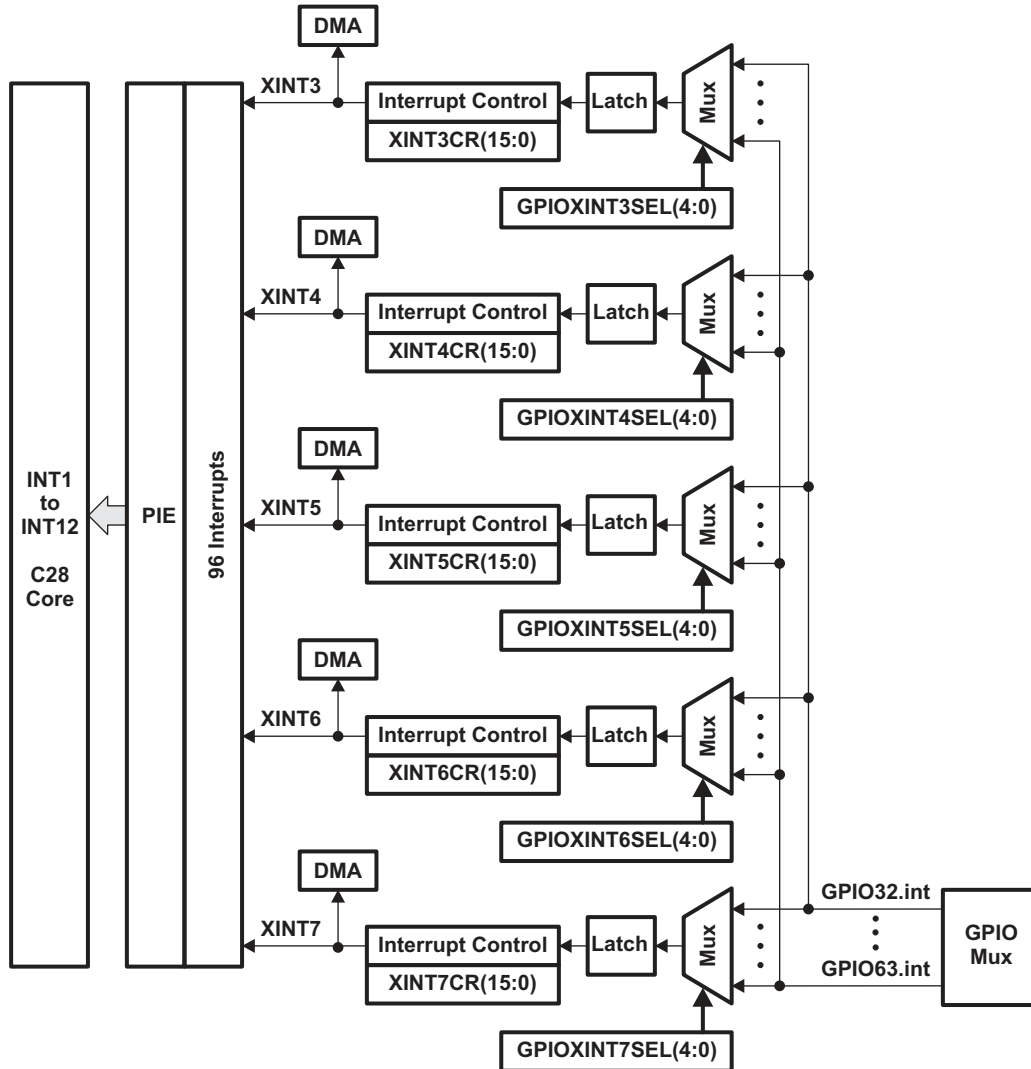 DMA
XINT3
Interrupt Control
XINT3CR(15:0)
Latch
Mux
GPIOXINT3SEL(4:0)
DMA
XINT4
Interrupt Control
XINT4CR(15:0)
Latch
Mux
GPIOXINT4SEL(4:0)
INT1
to
INT12
C28
Core
PIE
96 Interrupts
DMA
XINT5
Interrupt Control
XINT5CR(15:0)
Latch
Mux
GPIOXINT5SEL(4:0)
DMA
XINT6
Interrupt Control
XINT6CR(15:0)
Latch
Mux
GPIOXINT6SEL(4:0)
DMA
XINT7
Interrupt Control
XINT7CR(15:0)
Latch
Mux
GPIOXINT7SEL(4:0)
GPIO32.int
GPIO63.int
GPIO
Mux